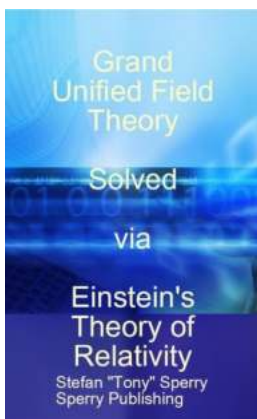 Grand
Unified Field
Theory
Solved
via
Einstein's
Theory of
Relativity
Stefan "Tony" Sperry
Sperry Publishing